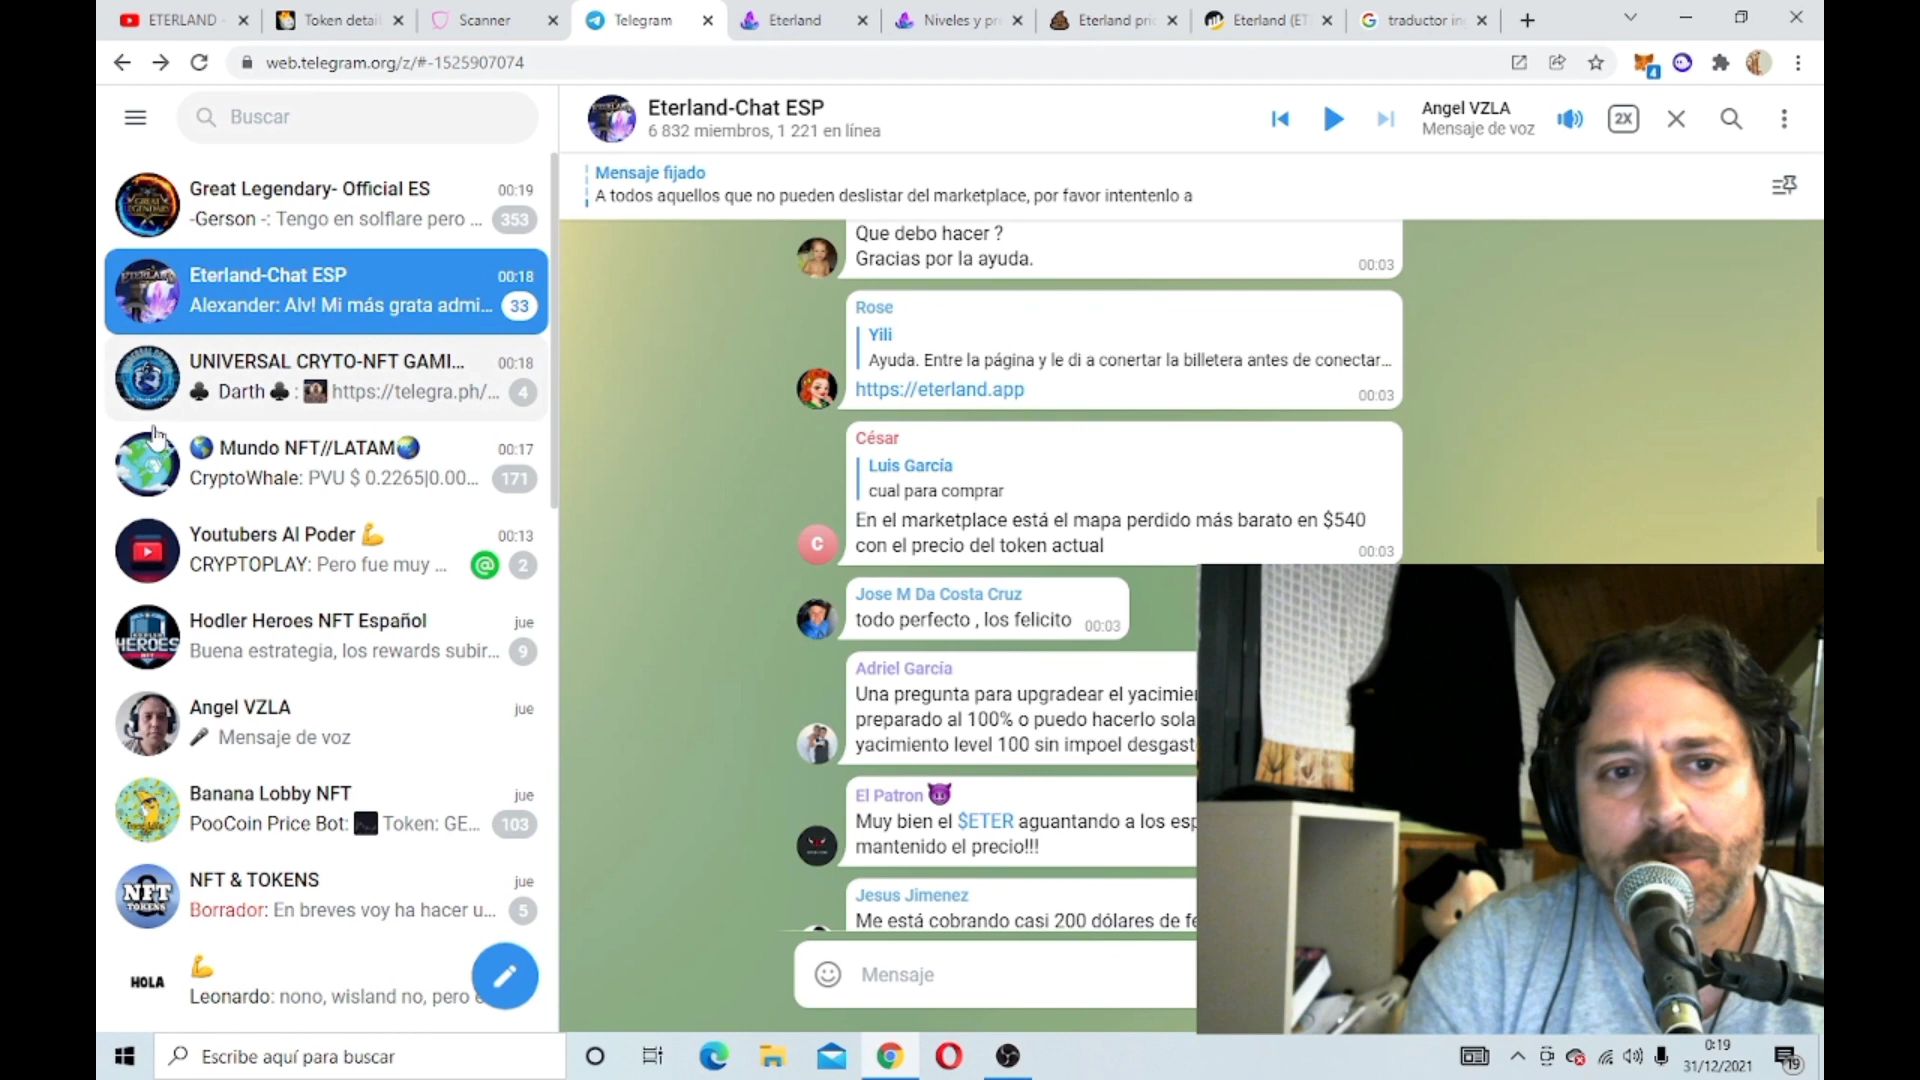 ETERLAND -
Token detail
Scanner
Telegram
Eterland
Niveles y pr
Eterland pric
Eterland (ET
traductor in
web.telegram.org/z/#-1525907074
4
Buscar
Great Legendary- Official ES
00:19
-Gerson -: Tengo en solflare pero ...
353
Eterland-Chat ESP
00:18
Alexander: Alv! Mi más grata admi...
33
UNIVERSAL CRYTO-NFT GAMI...
00:18
♣ Darth ♣ : https://telegra.ph/...
4
🌎 Mundo NFT//LATAM🌏
00:17
CryptoWhale: PVU $ 0.2265|0.00...
171
Youtubers Al Poder 💪
00:13
CRYPTOPLAY: Pero fue muy ...
@
2
Hodler Heroes NFT Español
jue
Buena estrategia, los rewards subir...
9
HEROES
Angel VZLA
jue
🎤 Mensaje de voz
Banana Lobby NFT
jue
PooCoin Price Bot: Token: GE...
103
NFT & TOKENS
jue
Borrador: En breves voy ha hacer u...
5
NFT
TOKENS
HOLA
💪
Leonardo: nono, wisland no, pero e
Eterland-Chat ESP
6 832 miembros, 1 221 en línea
Angel VZLA
Mensaje de voz
2X
Mensaje fijado
A todos aquellos que no pueden deslistar del marketplace, por favor intentenlo a
Que debo hacer ?
Gracias por la ayuda.
00:03
Rose
Yili
Ayuda. Entre la página y le di a conertar la billetera antes de conectar...
https://eterland.app
00:03
César
Luis García
cual para comprar
En el marketplace está el mapa perdido más barato en $540
con el precio del token actual
00:03
C
Jose M Da Costa Cruz
todo perfecto , los felicito
00:03
Adriel García
Una pregunta para upgradear el yacimien
preparado al 100% o puedo hacerlo sola
yacimiento level 100 sin impoel desgast
El Patron 😈
Muy bien el $ETER aguantando a los esp
mantenido el precio!!!
Jesus Jimenez
Me está cobrando casi 200 dólares de fe
Mensaje
Escribe aquí para buscar
0:19
31/12/2021
19